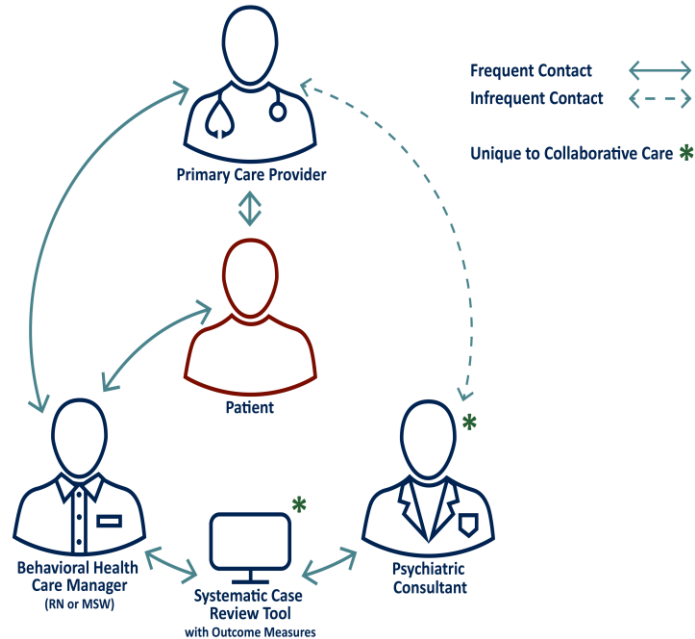 Frequent Contact
Infrequent Contact
Unique to Collaborative Care *
Primary Care Provider
Patient
*
*
Behavioral Health
Care Manager
(RN or MSW)
Systematic Case
Review Tool
with Outcome Measures
Psychiatric
Consultant